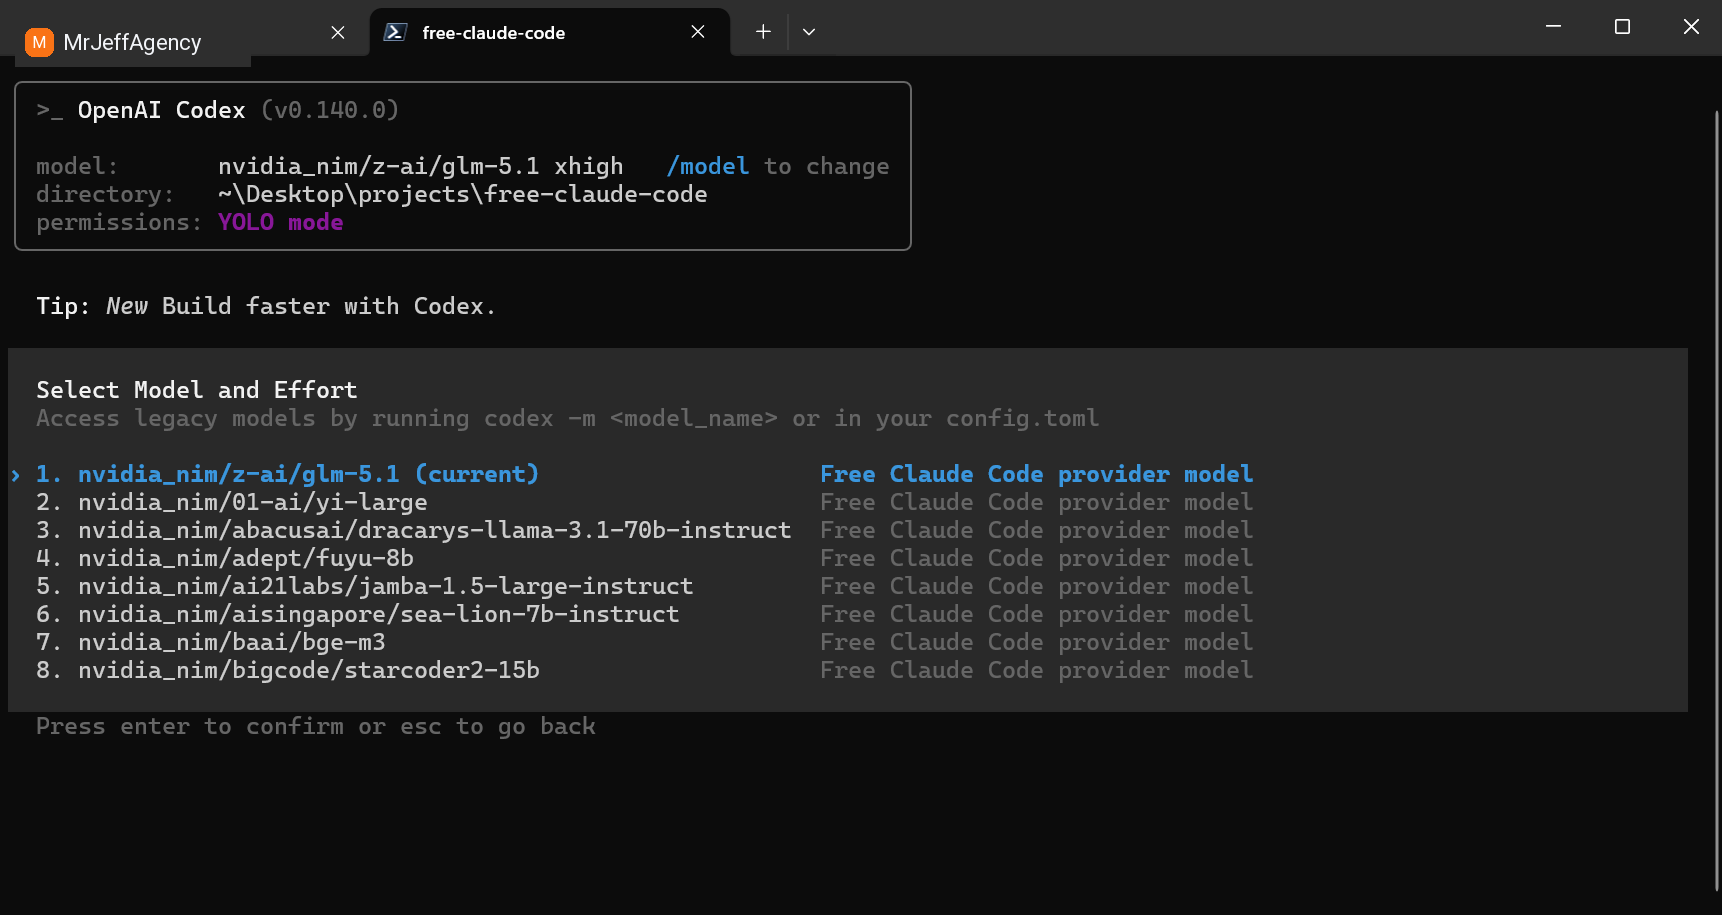 M MrJeffAgency
free-claude-code
>_ OpenAI Codex (v0.140.0)
model: nvidia_nim/z-ai/glm-5.1 xhigh /model to change
directory: ~\Desktop\projects\free-claude-code
permissions: YOLO mode
Tip: New Build faster with Codex.
Select Model and Effort
Access legacy models by running codex -m <model_name> or in your config.toml
› 1. nvidia_nim/z-ai/glm-5.1 (current) Free Claude Code provider model
2. nvidia_nim/01-ai/yi-large Free Claude Code provider model
3. nvidia_nim/abacusai/dracarys-llama-3.1-70b-instruct Free Claude Code provider model
4. nvidia_nim/adept/fuyu-8b Free Claude Code provider model
5. nvidia_nim/ai21labs/jamba-1.5-large-instruct Free Claude Code provider model
6. nvidia_nim/aisingapore/sea-lion-7b-instruct Free Claude Code provider model
7. nvidia_nim/baai/bge-m3 Free Claude Code provider model
8. nvidia_nim/bigcode/starcoder2-15b Free Claude Code provider model
Press enter to confirm or esc to go back